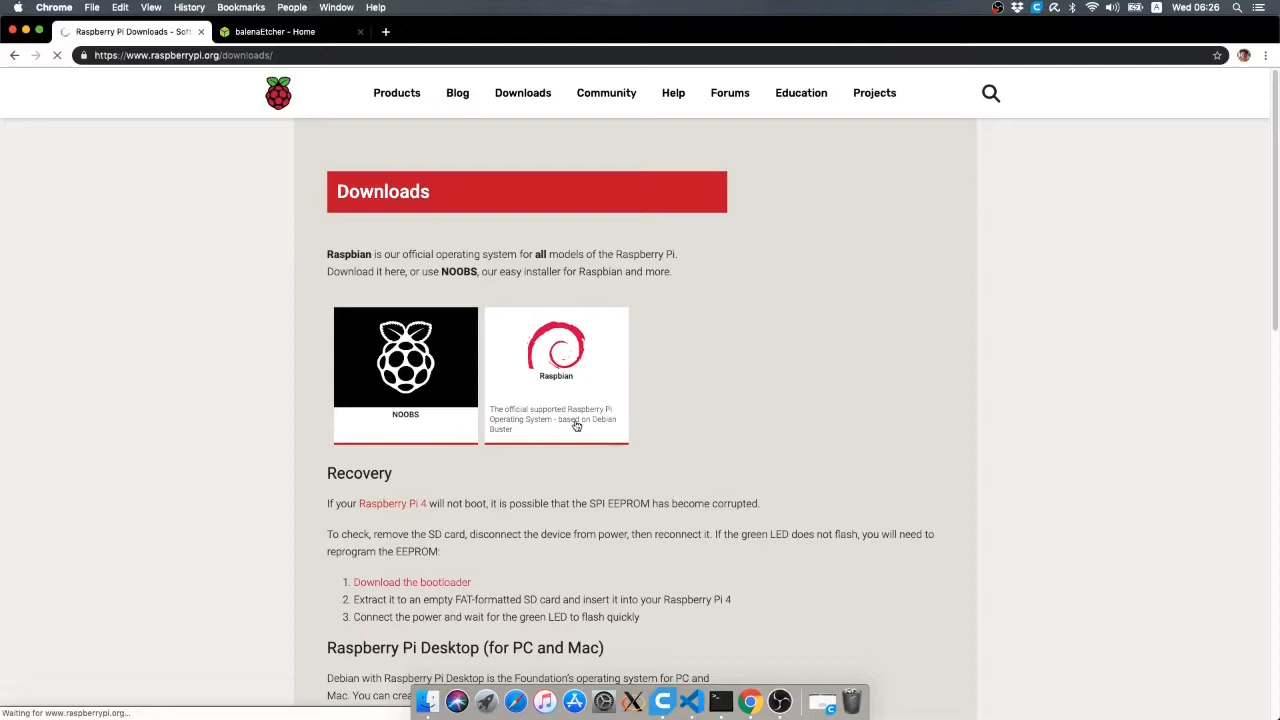 Chrome File Edit View History Bookmarks People Window Help
A Wed 05:26
Raspberry Pi Downloads - Soft
balenaEtcher - Home
https://www.raspberrypi.org/downloads/
Products Blog Downloads Community Help Forums Education Projects
Downloads
Raspbian is our official operating system for all models of the Raspberry Pi.
Download it here, or use NOOBS, our easy installer for Raspbian and more.
NOOBS
Raspbian
The official supported Raspberry Pi
Operating System - based on Debian
Buster
Recovery
If your Raspberry Pi 4 will not boot, it is possible that the SPI EEPROM has become corrupted.
To check, remove the SD card, disconnect the device from power, then reconnect it. If the green LED does not flash, you will need to
reprogram the EEPROM:
1. Download the bootloader
2. Extract it to an empty FAT-formatted SD card and insert it into your Raspberry Pi 4
3. Connect the power and wait for the green LED to flash quickly
Raspberry Pi Desktop (for PC and Mac)
Debian with Raspberry Pi Desktop is the Foundation's operating system for PC and
Mac. You can crea
Waiting for www.raspberrypi.org...